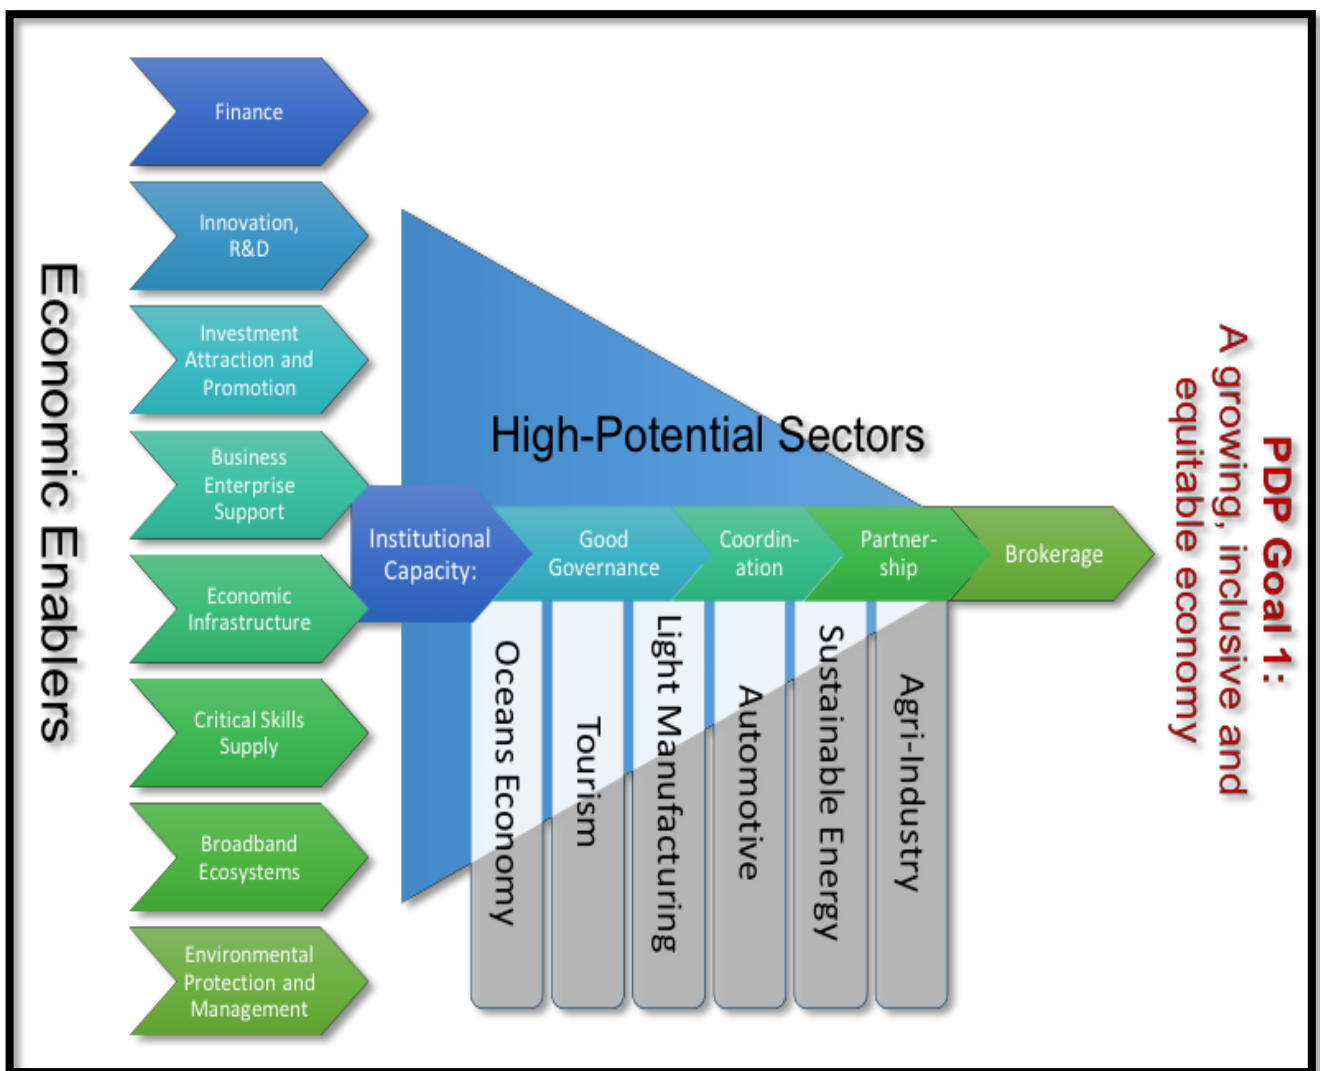 Economic Enablers
Finance
Innovation,
R&D
Investment
Attraction and
Promotion
Business
Enterprise
Support
Economic
Infrastructure
Critical Skills
Supply
Broadband
Ecosystems
Environmental
Protection and
Management
High-Potential Sectors
Institutional
Capacity:
Good
Governance
Coordin-
ation
Partner-
ship
Brokerage
Oceans Economy
Tourism
Light Manufacturing
Automotive
Sustainable Energy
Agri-Industry
PDP Goal 1:
A growing, inclusive and
equitable economy